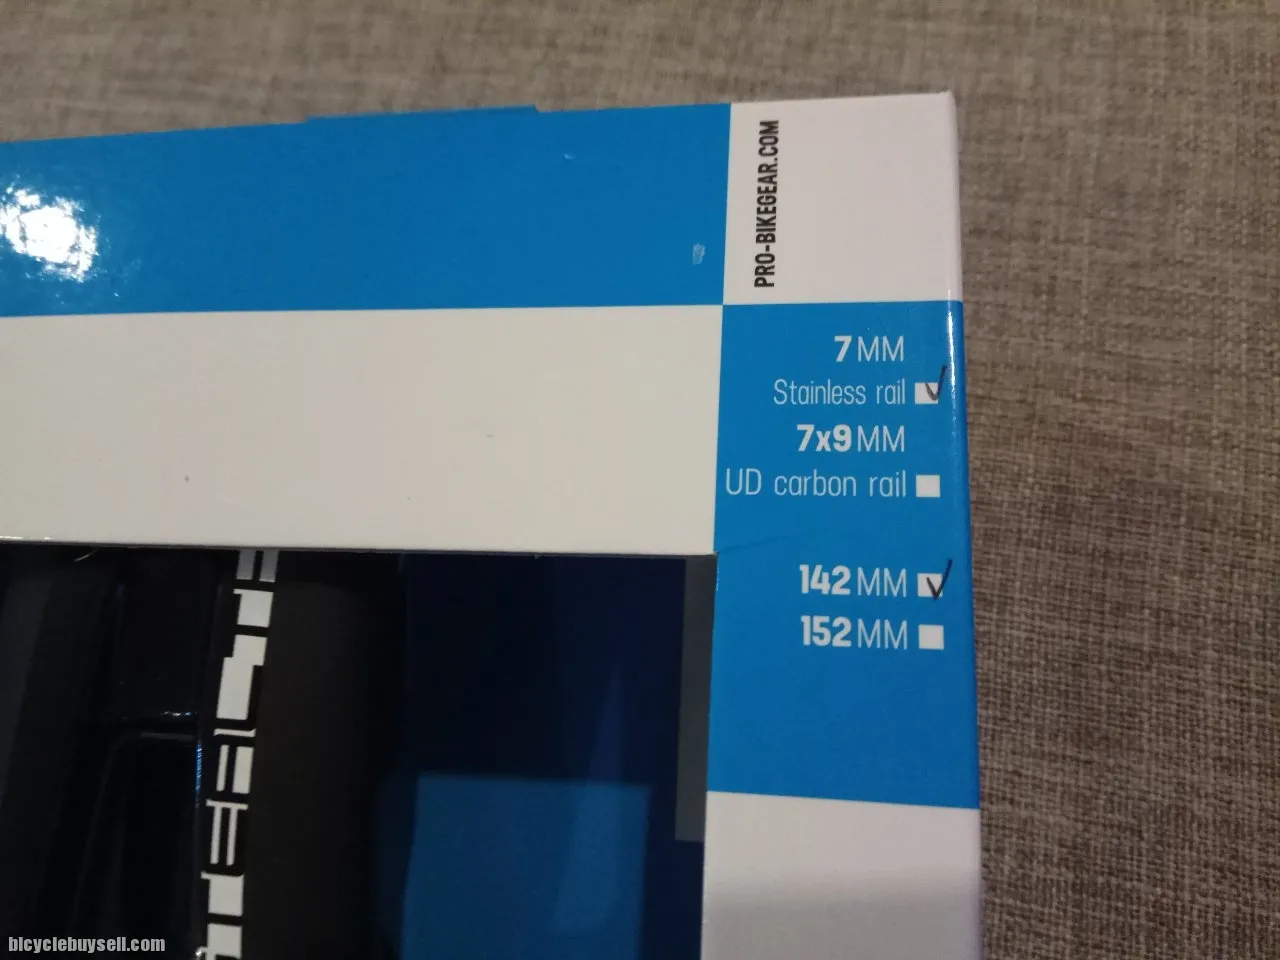 PRO-BIKEGEAR.COM
7MM
Stainless rail
7x9MM
UD carbon rail
142MM
152MM
bicyclebuysell.com